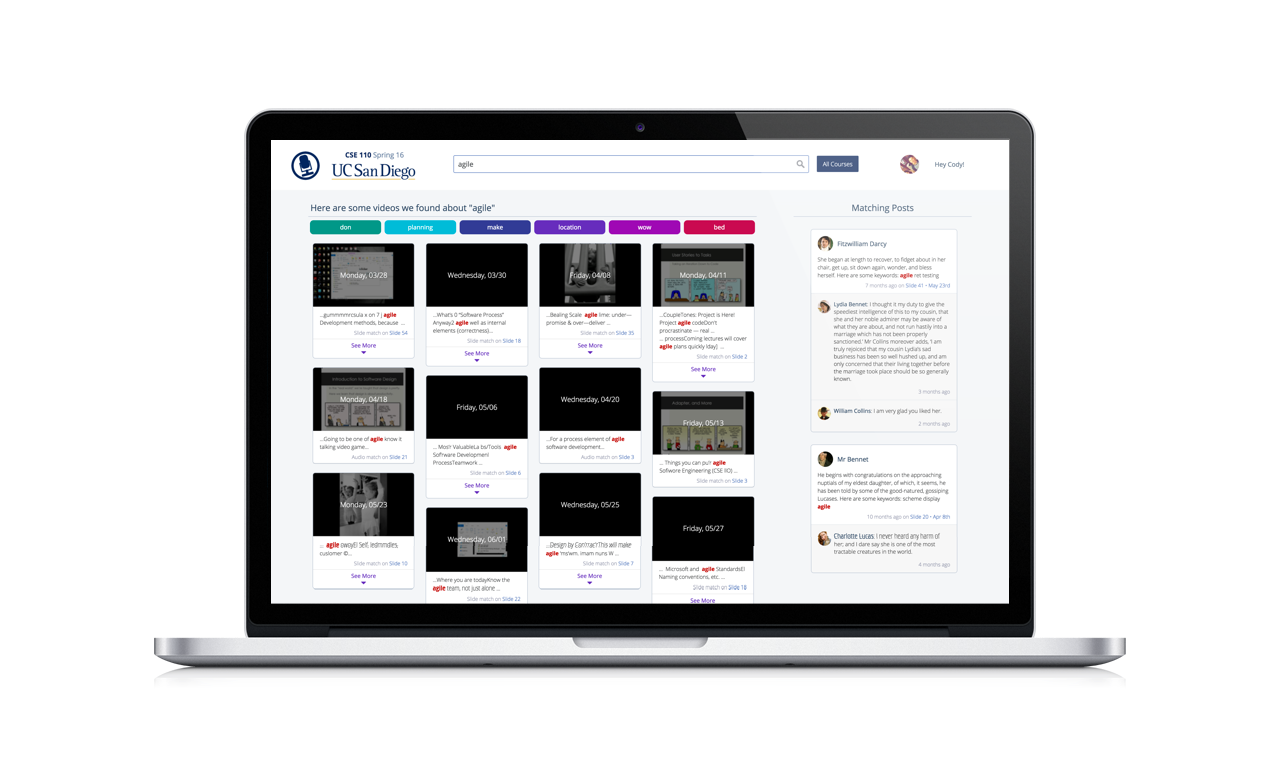 CSE 110 Spring 16
UC San Diego
agile
All Courses
Hey Cody!
Here are some videos we found about "agile"
don
planning
make
location
wow
bed
Monday, 03/28
...gummmmrcsula x on 7 | agile
Development methods, because ...
Slide match on Slide 54
See More
Monday, 04/18
...Going to be one of agile know it
talking video game...
Audio match on Slide 21
Monday, 05/23
... agile
customer ©...
Slide match on Slide 10
See More
Wednesday, 03/30
...What's 0 "Software Process"
Anyway2 agile well as internal
elements (correctness)...
Slide match on Slide 18
See More
Friday, 05/06
... Mos!r ValuableLa bs/Tools agile
Software Development
ProcessTeamwork ...
Slide match on Slide 6
See More
Wednesday, 06/01
...Where you are todayKnow the
agile team, not just alone ...
Slide match on Slide 22
Friday, 04/08
...Bealing Scale agile lime: under—
promise & over—deliver ...
Slide match on Slide 35
See More
Wednesday, 04/20
...For a process element of agile
software development...
Audio match on Slide 3
Wednesday, 05/25
...Design by ConrractThis will make
agile 'ms'wm. imam nuns W ...
Slide match on Slide 7
See More
User Stories to Tasks
Monday, 04/11
...CoupleTones: Project is Here!
Project agile codeDon't
procrastinate — real ...
... processComing lectures will cover
agile plans quickly Iday] ...
Slide match on Slide 2
See More
Friday, 05/13
... Things you can pu\\ agile
Sofware Engineering (CSE I!O) ...
Slide match on Slide 3
Friday, 05/27
... Microsoft and agile StandardsEl
Naming conventions, etc. ...
Slide match on Slide 18
See More
Matching Posts
Fitzwilliam Darcy
She began at length to recover, to fidget about in her
chair, get up, sit down again, wonder, and bless
herself. Here are some keywords: agile ret testing
7 months ago on Slide 41 • May 23rd
Lydia Bennet: I thought it my duty to give the
speediest intelligence of this to my cousin, that
she and her noble admirer may be aware of
what they are about, and not run hastily into a
marriage which has not been properly
sanctioned.' Mr Collins moreover adds, 'I am
truly rejoiced that my cousin Lydia's sad
business has been so well hushed up, and am
only concerned that their living together before
the marriage took place should be so generally
known.
3 months ago
William Collins: I am very glad you liked her.
2 months ago
Mr Bennet
He begins with congratulations on the approaching
nuptials of my eldest daughter, of which, it seems, he
has been told by some of the good-natured, gossiping
Lucases. Here are some keywords: scheme display
agile
10 months ago on Slide 20 • Apr 8th
Charlotte Lucas: I never heard any harm of
her; and I dare say she is one of the most
tractable creatures in the world.
4 months ago